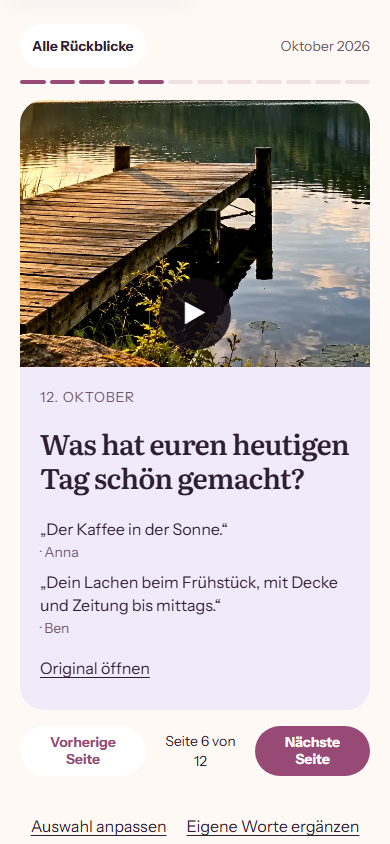 Alle Rückblicke
Oktober 2026
12. OKTOBER
Was hat euren heutigen
Tag schön gemacht?
„Der Kaffee in der Sonne.“
· Anna
„Dein Lachen beim Frühstück, mit Decke
und Zeitung bis mittags.“
· Ben
Original öffnen
Vorherige
Seite
Seite 6 von
12
Nächste
Seite
Auswahl anpassen
Eigene Worte ergänzen